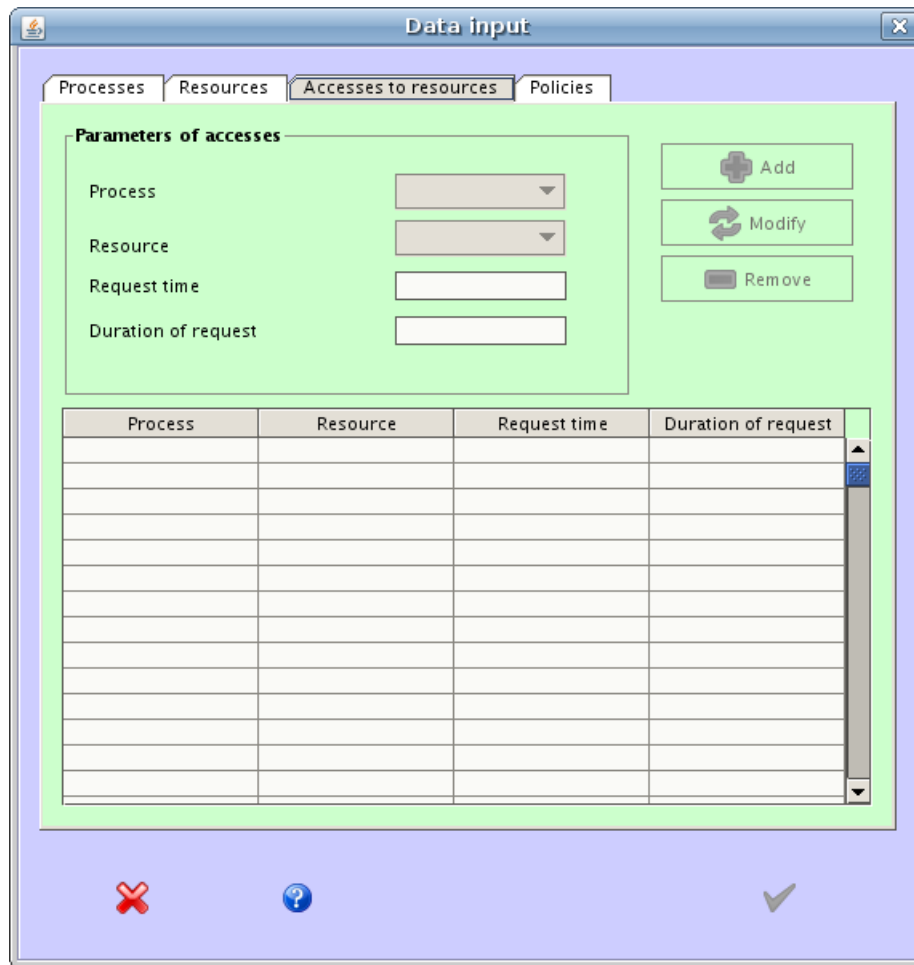 Data input
Processes Resources Accesses to resources Policies
Parameters of accesses
Process
Resource
Request time
Duration of request
Add
Modify
Remove
Process Resource Request time Duration of request